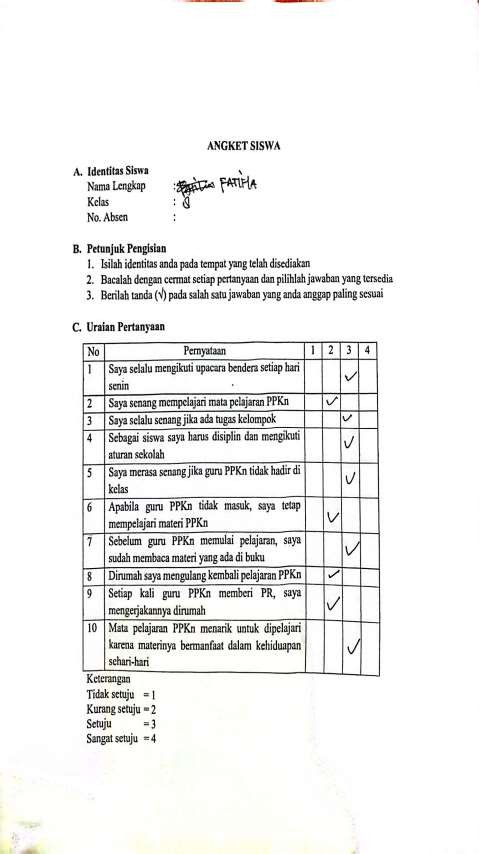 ANGKET SISWA
A. Identitas Siswa
Nama Lengkap : FATIHA
Kelas : 8
No. Absen :
B. Petunjuk Pengisian
1. Isilah identitas anda pada tempat yang telah disediakan
2. Bacalah dengan cermat setiap pertanyaan dan pilihlah jawaban yang tersedia
3. Berilah tanda (√) pada salah satu jawaban yang anda anggap paling sesuai
C. Uraian Pertanyaan
No Pernyataan 1 2 3 4
1 Saya selalu mengikuti upacara bendera setiap hari
senin ✓
2 Saya senang mempelajari mata pelajaran PPKn ✓
3 Saya selalu senang jika ada tugas kelompok ✓
4 Sebagai siswa saya harus disiplin dan mengikuti
aturan sekolah ✓
5 Saya merasa senang jika guru PPKn tidak hadir di
kelas ✓
6 Apabila guru PPKn tidak masuk, saya tetap
mempelajari materi PPKn ✓
7 Sebelum guru PPKn memulai pelajaran, saya
sudah membaca materi yang ada di buku ✓
8 Dirumah saya mengulang kembali pelajaran PPKn ✓
9 Setiap kali guru PPKn memberi PR, saya
mengerjakannya dirumah ✓
10 Mata pelajaran PPKn menarik untuk dipelajari
karena materinya bermanfaat dalam kehiduapan
sehari-hari ✓
Keterangan
Tidak setuju = 1
Kurang setuju = 2
Setuju = 3
Sangat setuju = 4